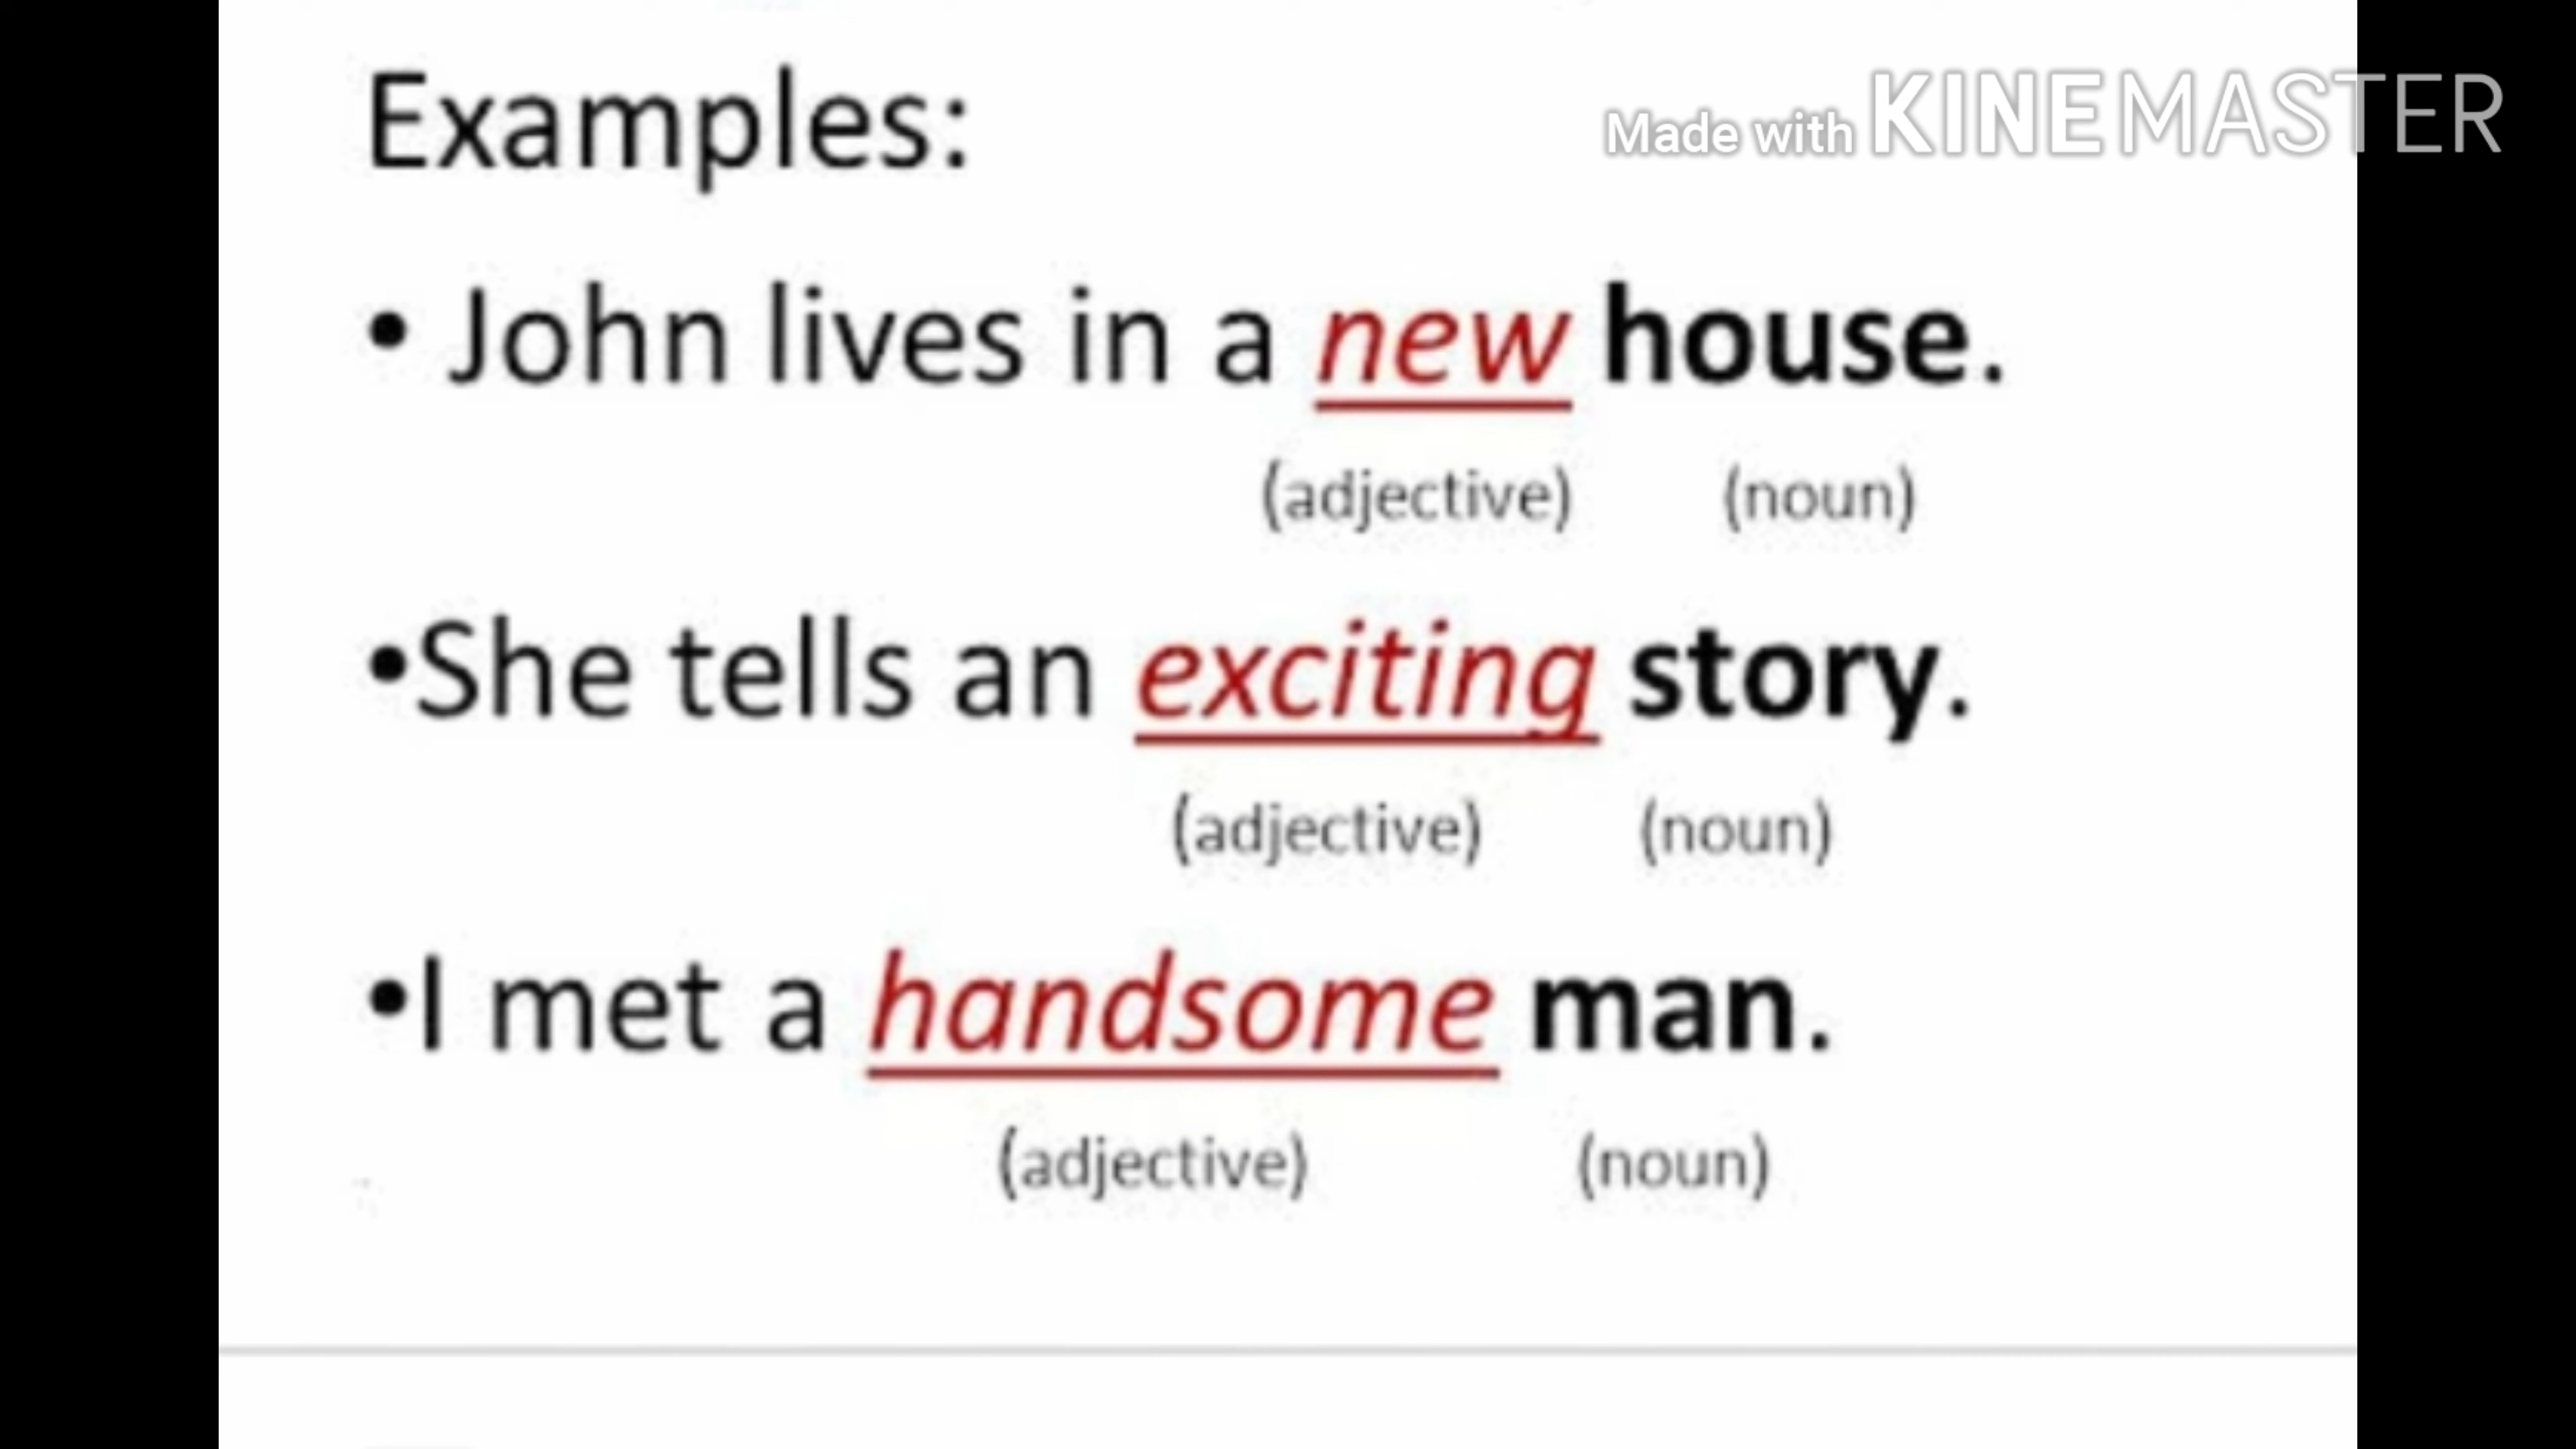 Examples:
Made with KINEMASTER
• John lives in a new house.
(adjective) (noun)
•She tells an exciting story.
(adjective) (noun)
•I met a handsome man.
(adjective) (noun)